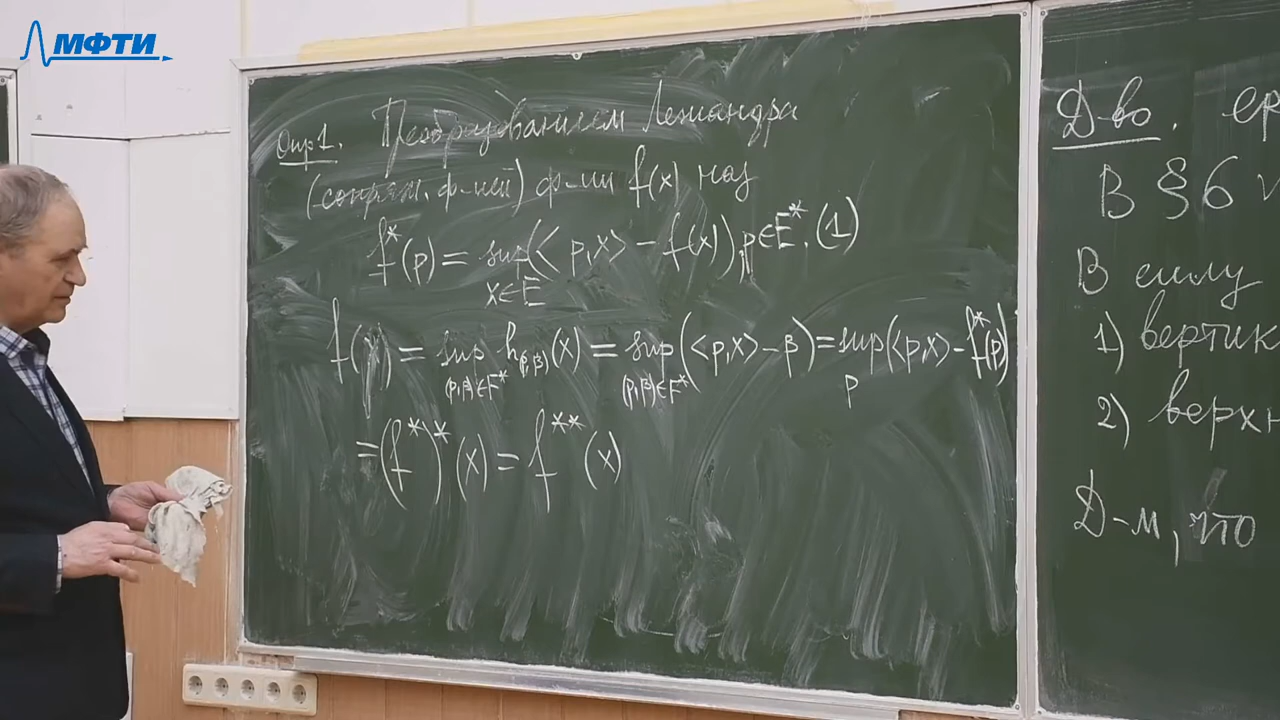 МФТИ
Опр1. Преобразованием Лежандра
(сопряж. ф-ией) ф-ии f(x) наз
f*(p) = sup(<p,x> - f(x)), p∈E*. (1)
x∈E
f( ) = sup h(p,β)(x) = sup(<p,x> - β) = sup(<p,x> - f*(p))
(p,β)∈F* (p,β)∈F* p
=(f*)*(x) = f**(x)
Д-во.
В §6
В силу
1) вертик
2) верхн
Д-м, что